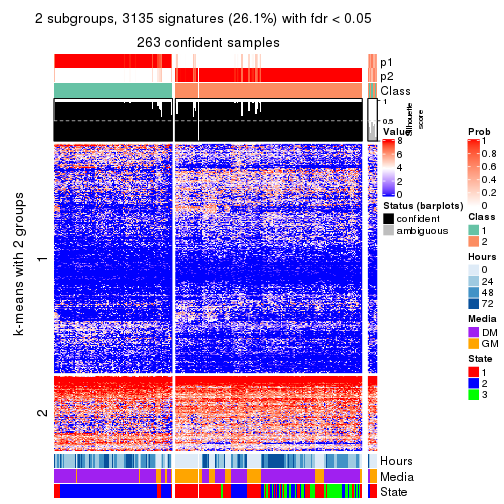 2 subgroups, 3135 signatures (26.1%) with fdr < 0.05
263 confident samples
p1
p2
Class
1
0.5
Silhouette
score
k-means with 2 groups
1
2
Hours
Media
State
Value
8
6
4
2
0
Status (barplots)
confident
ambiguous
Prob
1
0.8
0.6
0.4
0.2
0
Class
1
2
Hours
0
24
48
72
Media
DM
GM
State
1
2
3